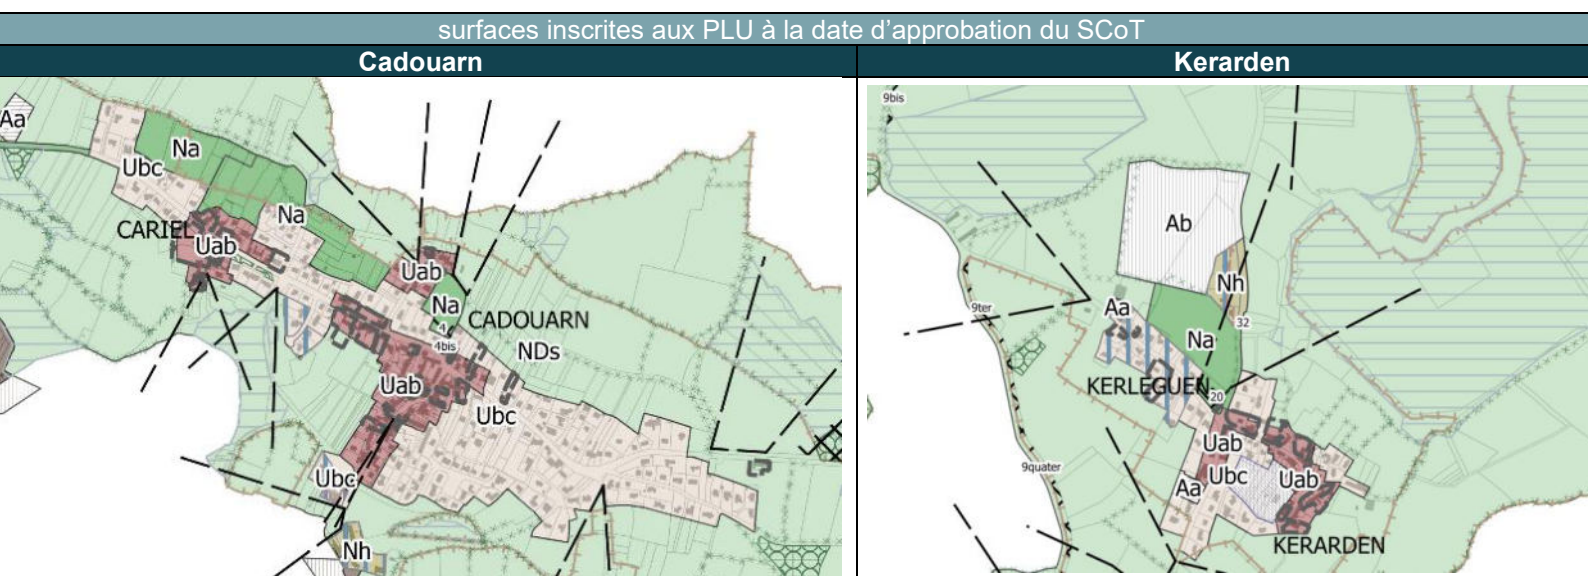 surfaces inscrites aux PLU à la date d'approbation du SCoT
Cadouarn
Kerarden
Aa
Na
Ubc
Na
CARIEL
Uab
Uab
Na
CADOUARN
4
4bis
NDs
Uab
Ubc
Ubc
Nh
9bis
Ab
Nh
9ter
Aa
32
Na
KERLEGUEN
20
Uab
9quater
Ubc
Uab
Aa
KERARDEN